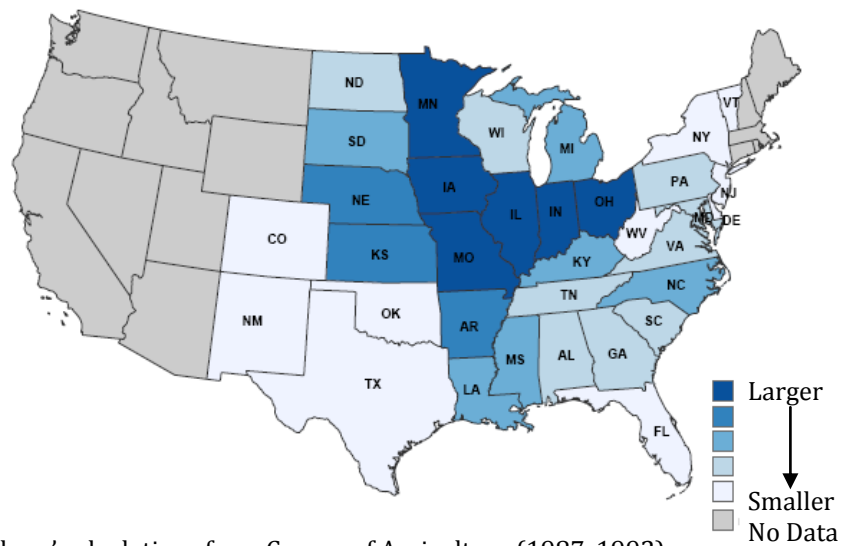 ND
MN
VT
SD
WI
MI
NY
NE
IA
PA
NJ
IL
IN
OH
MD
DE
CO
KS
MO
WV
VA
KY
NM
OK
AR
TN
NC
SC
TX
LA
MS
AL
GA
FL
Larger
Smaller
No Data
(1987-1992)